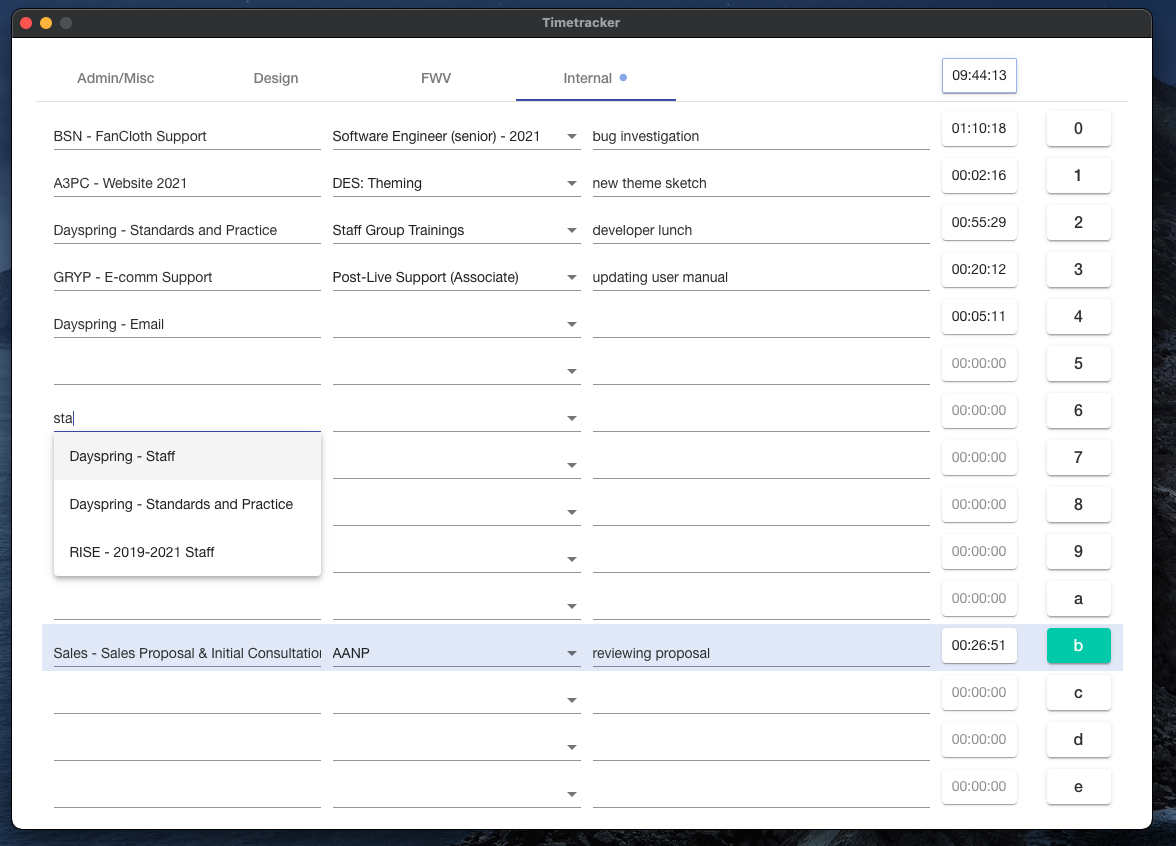 Timetracker
Admin/Misc Design FWV Internal 09:44:13
BSN - FanCloth Support Software Engineer (senior) - 2021 bug investigation 01:10:18 0
A3PC - Website 2021 DES: Theming new theme sketch 00:02:16 1
Dayspring - Standards and Practice Staff Group Trainings developer lunch 00:55:29 2
GRYP - E-comm Support Post-Live Support (Associate) updating user manual 00:20:12 3
Dayspring - Email 00:05:11 4
00:00:00 5
sta 00:00:00 6
Dayspring - Staff 00:00:00 7
Dayspring - Standards and Practice 00:00:00 8
RISE - 2019-2021 Staff 00:00:00 9
00:00:00 a
Sales - Sales Proposal & Initial Consultation AANP reviewing proposal 00:26:51 b
00:00:00 c
00:00:00 d
00:00:00 e